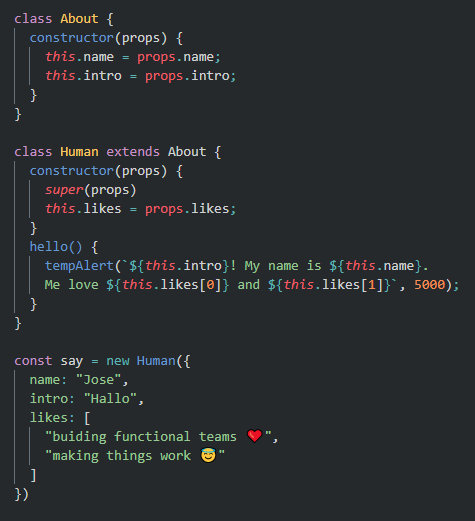 class About {
  constructor(props) {
    this.name = props.name;
    this.intro = props.intro;
  }
}

class Human extends About {
  constructor(props) {
    super(props)
    this.likes = props.likes;
  }
  hello() {
    tempAlert(`${this.intro}! My name is ${this.name}.
    Me love ${this.likes[0]} and ${this.likes[1]}`, 5000);
  }
}

const say = new Human({
  name: "Jose",
  intro: "Hallo",
  likes: [
    "buiding functional teams ❤️",
    "making things work 😇"
  ]
})